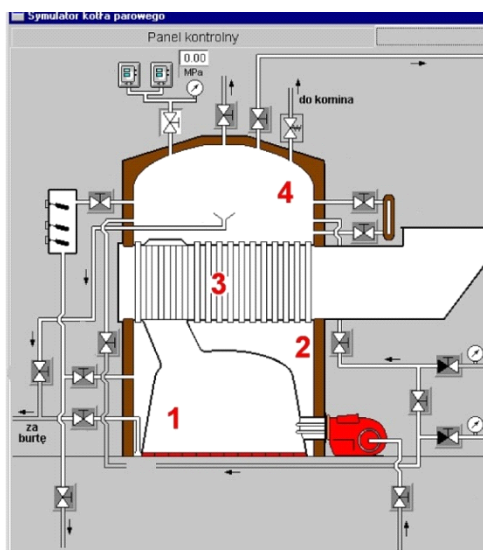 Symulator kotła parowego
Panel kontrolny
0.00
MPa
do komina
4
3
2
1
za
burtę